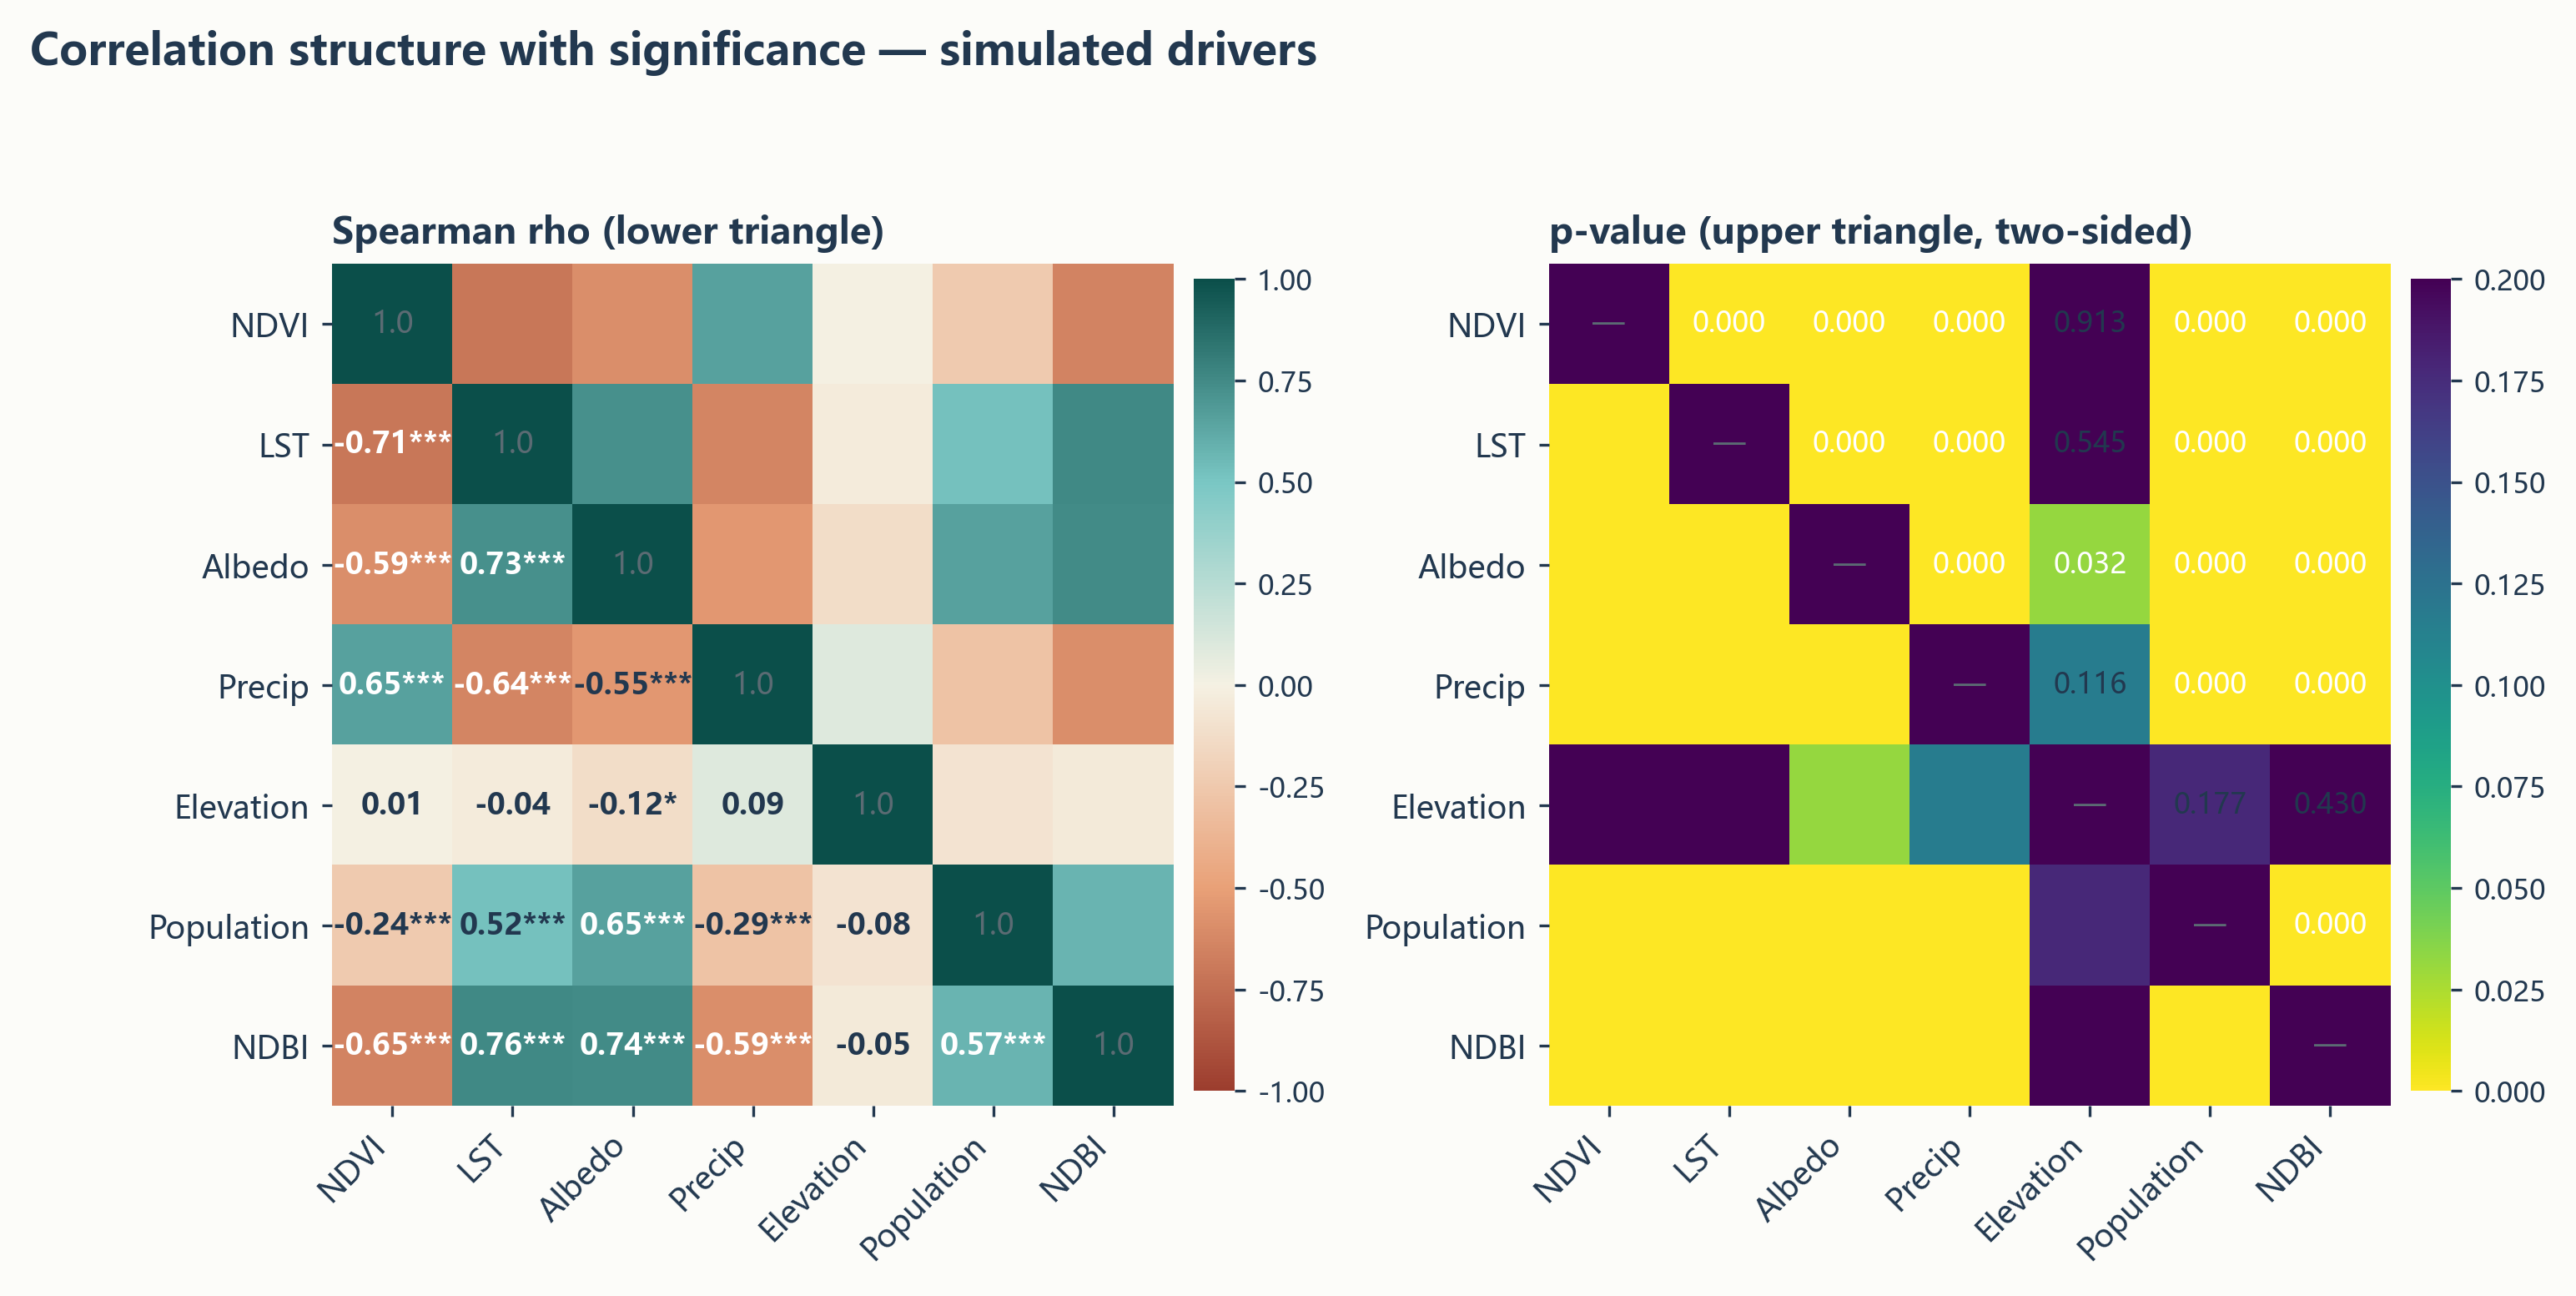 Correlation structure with significance — simulated drivers
Spearman rho (lower triangle)
NDVI 1.0
LST -0.71*** 1.0
Albedo -0.59*** 0.73*** 1.0
Precip 0.65*** -0.64*** -0.55*** 1.0
Elevation 0.01 -0.04 -0.12* 0.09 1.0
Population -0.24*** 0.52*** 0.65*** -0.29*** -0.08 1.0
NDBI -0.65*** 0.76*** 0.74*** -0.59*** -0.05 0.57*** 1.0
NDVI LST Albedo Precip Elevation Population NDBI
1.00
0.75
0.50
0.25
0.00
-0.25
-0.50
-0.75
-1.00
p-value (upper triangle, two-sided)
NDVI — 0.000 0.000 0.000 0.913 0.000 0.000
LST — 0.000 0.000 0.545 0.000 0.000
Albedo — 0.000 0.032 0.000 0.000
Precip — 0.116 0.000 0.000
Elevation — 0.177 0.430
Population — 0.000
NDBI —
NDVI LST Albedo Precip Elevation Population NDBI
0.200
0.175
0.150
0.125
0.100
0.075
0.050
0.025
0.000